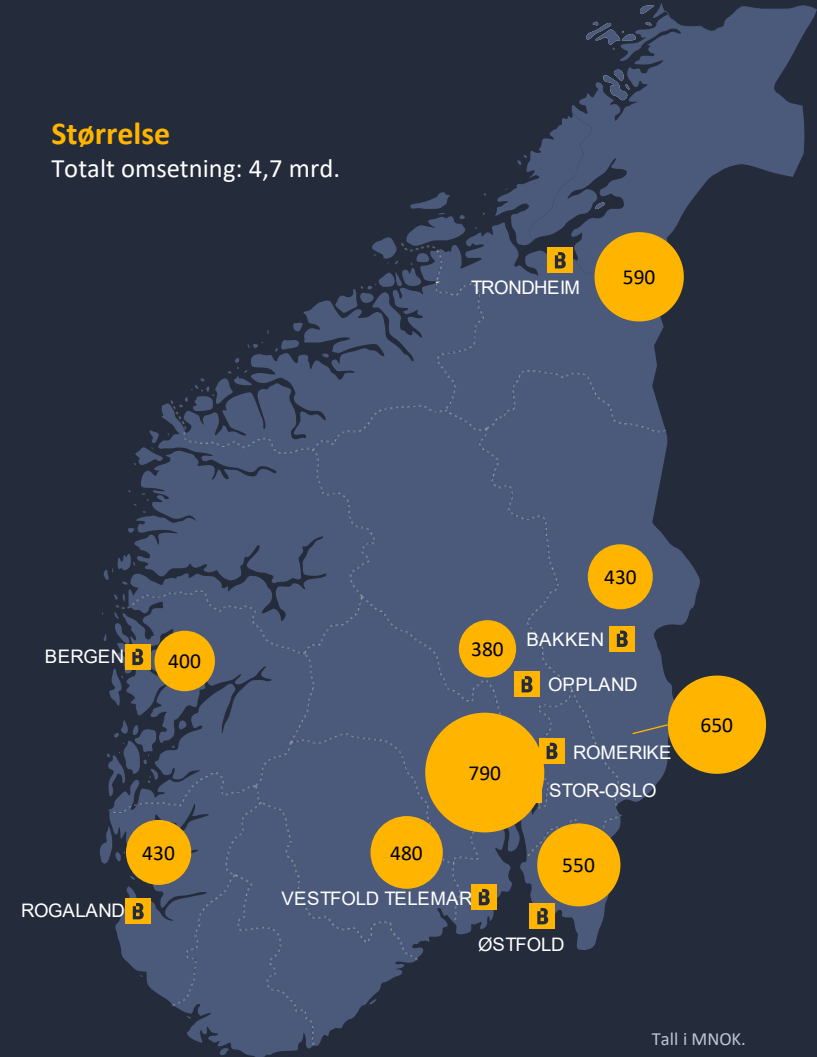 Størrelse
Totalt omsetning: 4,7 mrd.
B
590
TRONDHEIM
430
BAKKEN B
380
BERGEN B
400
B OPPLAND
650
B ROMERIKE
790
STOR-OSLO
430
480
550
VESTFOLD TELEMAR B
ROGALAND B
B
ØSTFOLD
Tall i MNOK.